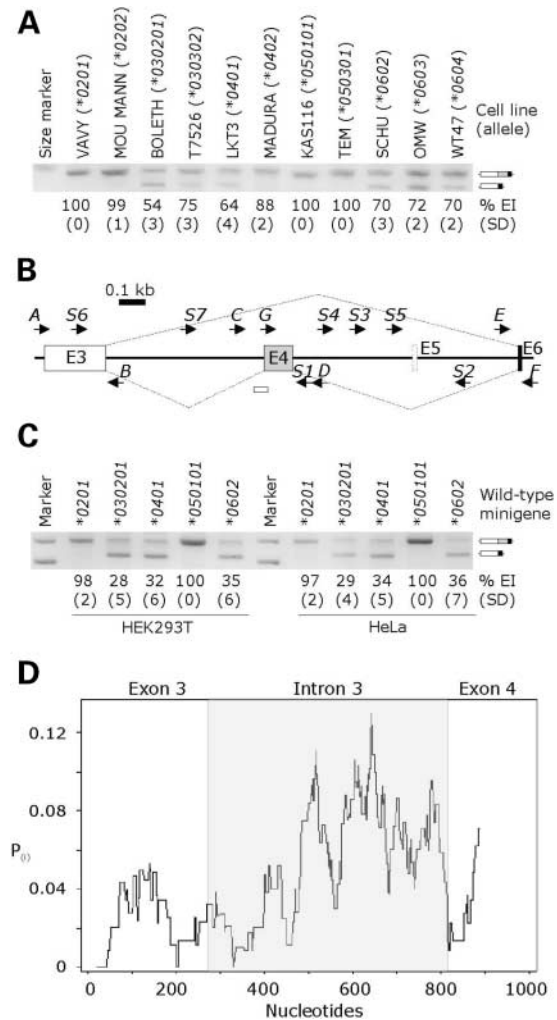 A
Size marker
VAVY (*0201)
MOU MANN (*0202)
BOLETH (*030201)
T7526 (*030302)
LKT3 (*0401)
MADURA (*0402)
KAS116 (*050101)
TEM (*050301)
SCHU (*0602)
OMW (*0603)
WT47 (*0604)
Cell line
(allele)
100 99 54 75 64 88 100 100 70 72 70 % EI
(0) (1) (3) (3) (4) (2) (0) (0) (3) (2) (2) (SD)
B
0.1 kb
A S6 S7 C G S4 S3 S5 E
E3 E4 E5 E6
B S1 D S2 F
C
Marker
*0201
*030201
*0401
*050101
*0602
Marker
*0201
*030201
*0401
*050101
*0602
Wild-type
minigene
98 28 32 100 35 97 29 34 100 36 % EI
(2) (5) (6) (0) (6) (2) (4) (5) (0) (7) (SD)
HEK293T HeLa
D
Exon 3 Intron 3 Exon 4
0.12
0.08
P(i)
0.04
0
0 200 400 600 800 1000
Nucleotides